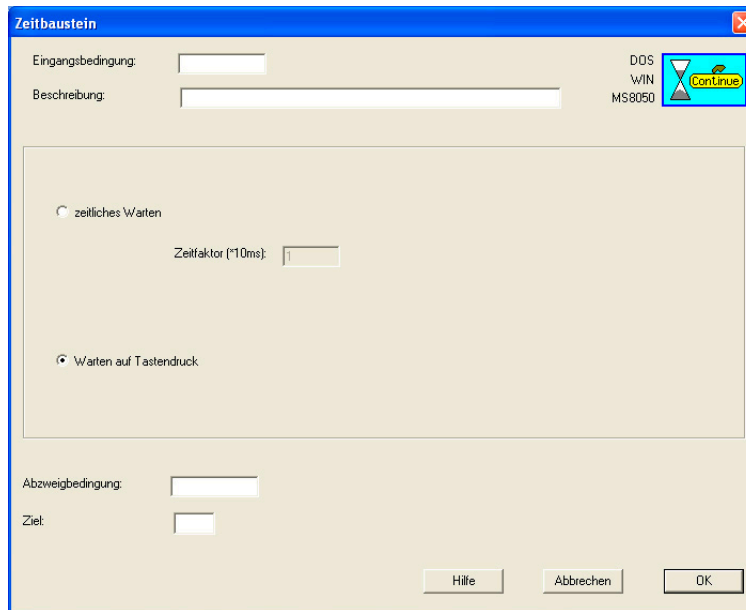 Zeitbaustein
Eingangsbedingung:
DOS
WIN
MS8050
Continue
Beschreibung:
zeitliches Warten
Zeitfaktor (*10ms):
1
Warten auf Tastendruck
Abzweigbedingung:
Ziel:
Hilfe
Abbrechen
OK